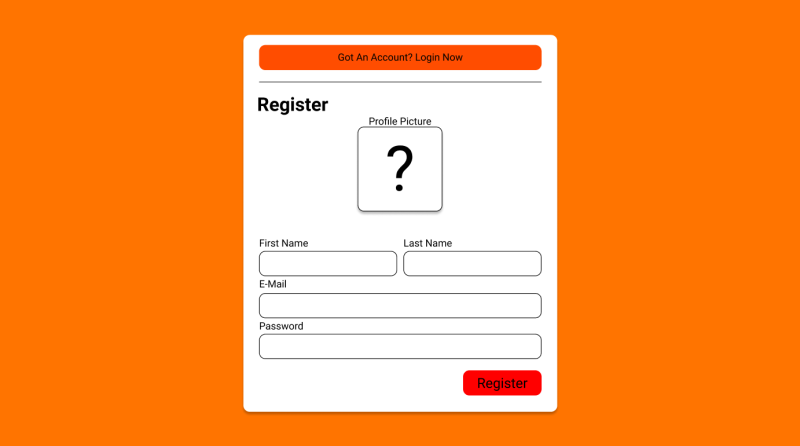 Got An Account? Login Now
Register
Profile Picture
?
First Name
Last Name
E-Mail
Password
Register